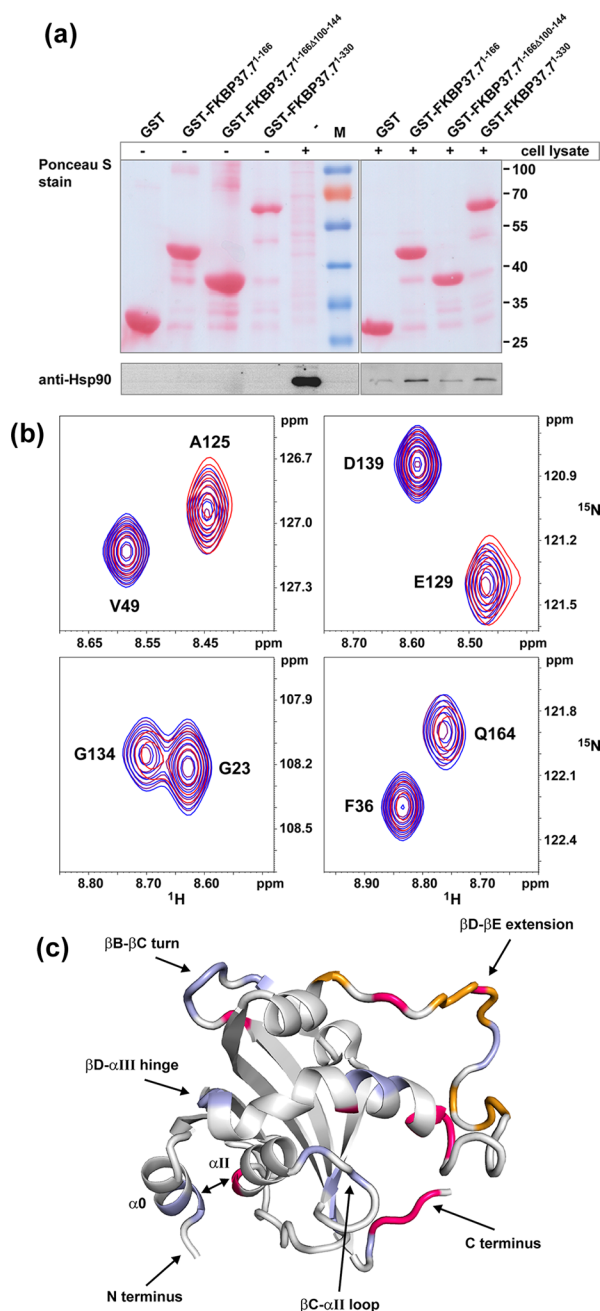 (a)
GST
GST-FKBP37.7¹⁻¹⁶⁶
GST-FKBP37.7¹⁻¹⁶⁶Δ¹⁰⁰⁻¹⁴⁴
GST-FKBP37.7¹⁻³³⁰
-
M
GST
GST-FKBP37.7¹⁻¹⁶⁶
GST-FKBP37.7¹⁻¹⁶⁶Δ¹⁰⁰⁻¹⁴⁴
GST-FKBP37.7¹⁻³³⁰
- - - - + + + + + cell lysate
Ponceau S
stain
100
70
55
40
35
25
anti-Hsp90
(b)
ppm
A125
126.7
127.0
127.3
V49
8.65 8.55 8.45 ppm
ppm
D139
120.9
¹⁵N
121.2
E129
121.5
8.70 8.60 8.50 ppm
ppm
107.9
G134
G23
108.2
108.5
8.80 8.70 8.60 ppm
¹H
ppm
121.8
Q164
¹⁵N
122.1
F36
122.4
8.90 8.80 8.70 ppm
¹H
(c)
βB-βC turn
βD-βE extension
βD-αIII hinge
αII
α0
N terminus
βC-αII loop
C terminus